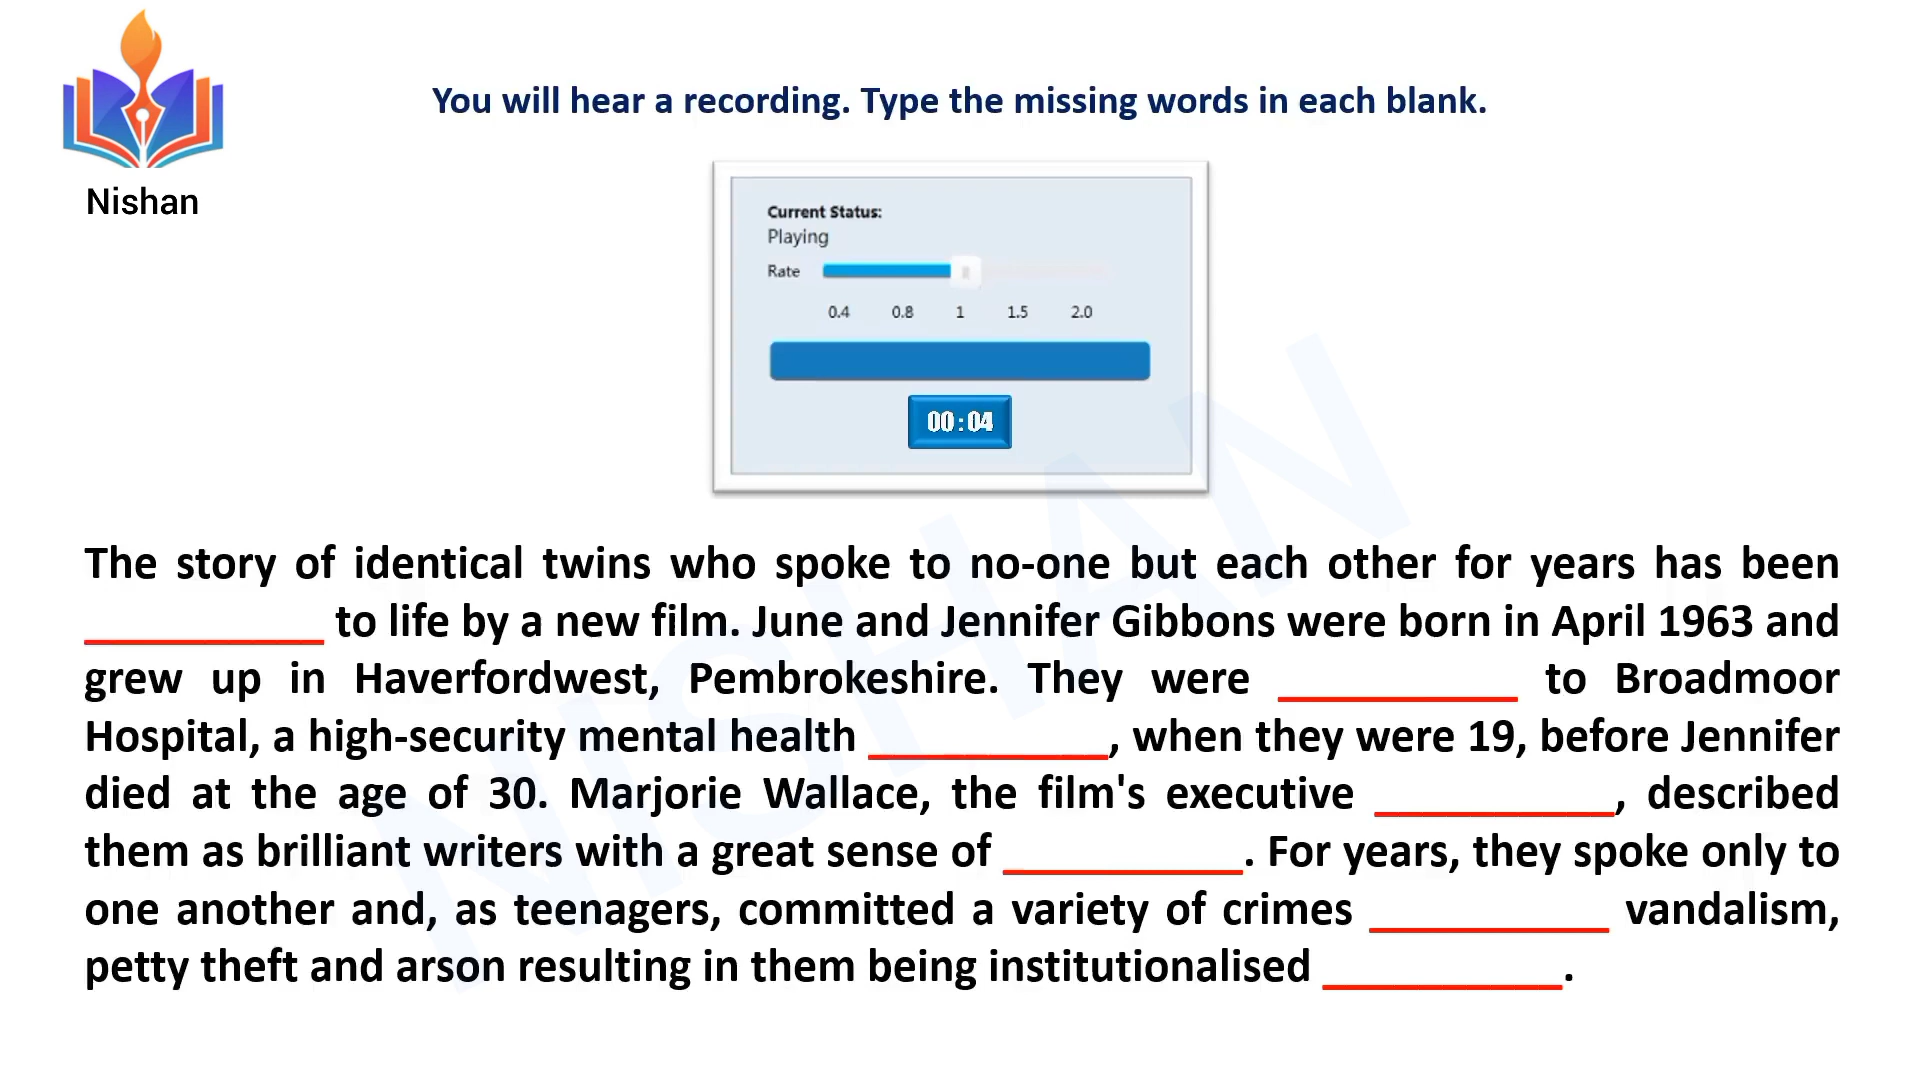 Nishan
You will hear a recording. Type the missing words in each blank.
Current Status:
Playing
Rate
0.4 0.8 1 1.5 2.0
00:04
NISHAN
The story of identical twins who spoke to no-one but each other for years has been
__________ to life by a new film. June and Jennifer Gibbons were born in April 1963 and
grew up in Haverfordwest, Pembrokeshire. They were __________ to Broadmoor
Hospital, a high-security mental health __________, when they were 19, before Jennifer
died at the age of 30. Marjorie Wallace, the film's executive __________, described
them as brilliant writers with a great sense of __________. For years, they spoke only to
one another and, as teenagers, committed a variety of crimes __________ vandalism,
petty theft and arson resulting in them being institutionalised __________.